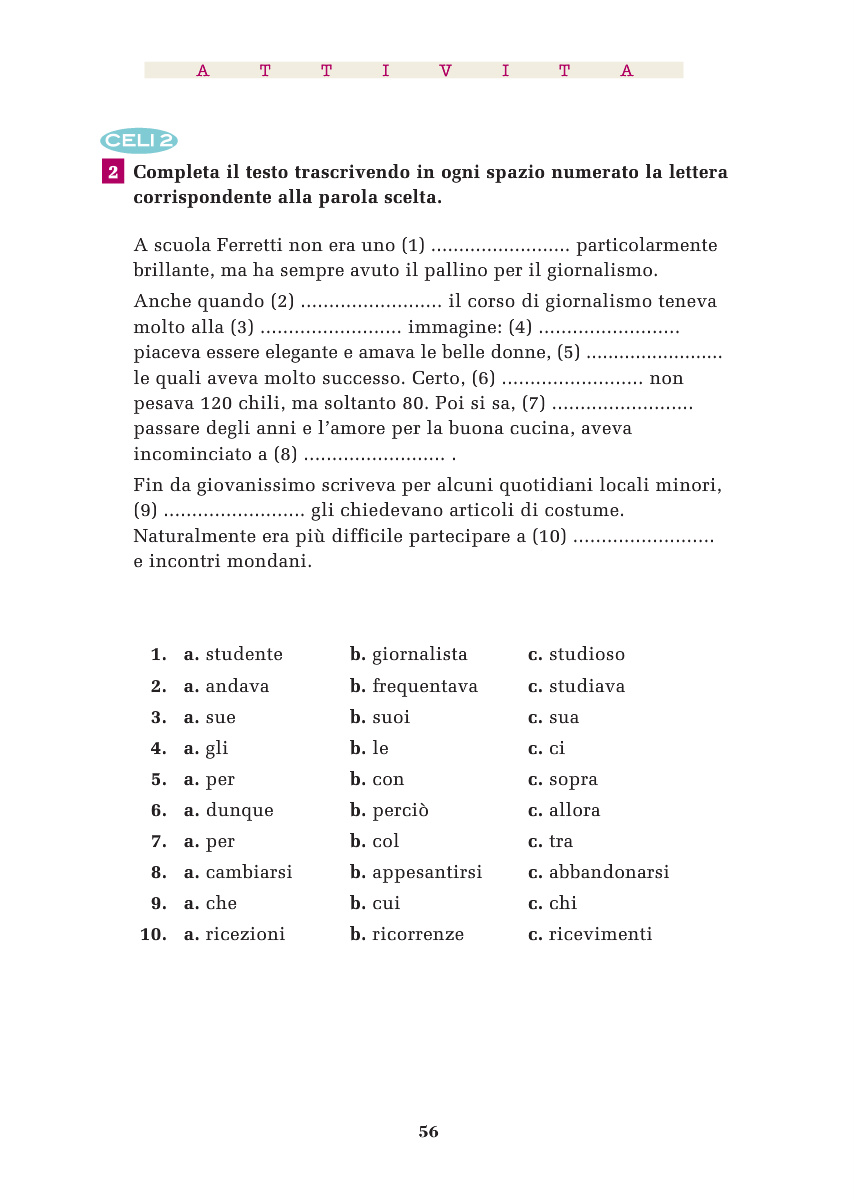 A T T I V I T A
CELI 2
2 Completa il testo trascrivendo in ogni spazio numerato la lettera
corrispondente alla parola scelta.
A scuola Ferretti non era uno (1) ......................... particolarmente
brillante, ma ha sempre avuto il pallino per il giornalismo.
Anche quando (2) ......................... il corso di giornalismo teneva
molto alla (3) ......................... immagine: (4) .........................
piaceva essere elegante e amava le belle donne, (5) .........................
le quali aveva molto successo. Certo, (6) ......................... non
pesava 120 chili, ma soltanto 80. Poi si sa, (7) .........................
passare degli anni e l’amore per la buona cucina, aveva
incominciato a (8) ......................... .
Fin da giovanissimo scriveva per alcuni quotidiani locali minori,
(9) ......................... gli chiedevano articoli di costume.
Naturalmente era più difficile partecipare a (10) .........................
e incontri mondani.
1. a. studente b. giornalista c. studioso
2. a. andava b. frequentava c. studiava
3. a. sue b. suoi c. sua
4. a. gli b. le c. ci
5. a. per b. con c. sopra
6. a. dunque b. perciò c. allora
7. a. per b. col c. tra
8. a. cambiarsi b. appesantirsi c. abbandonarsi
9. a. che b. cui c. chi
10. a. ricezioni b. ricorrenze c. ricevimenti
56